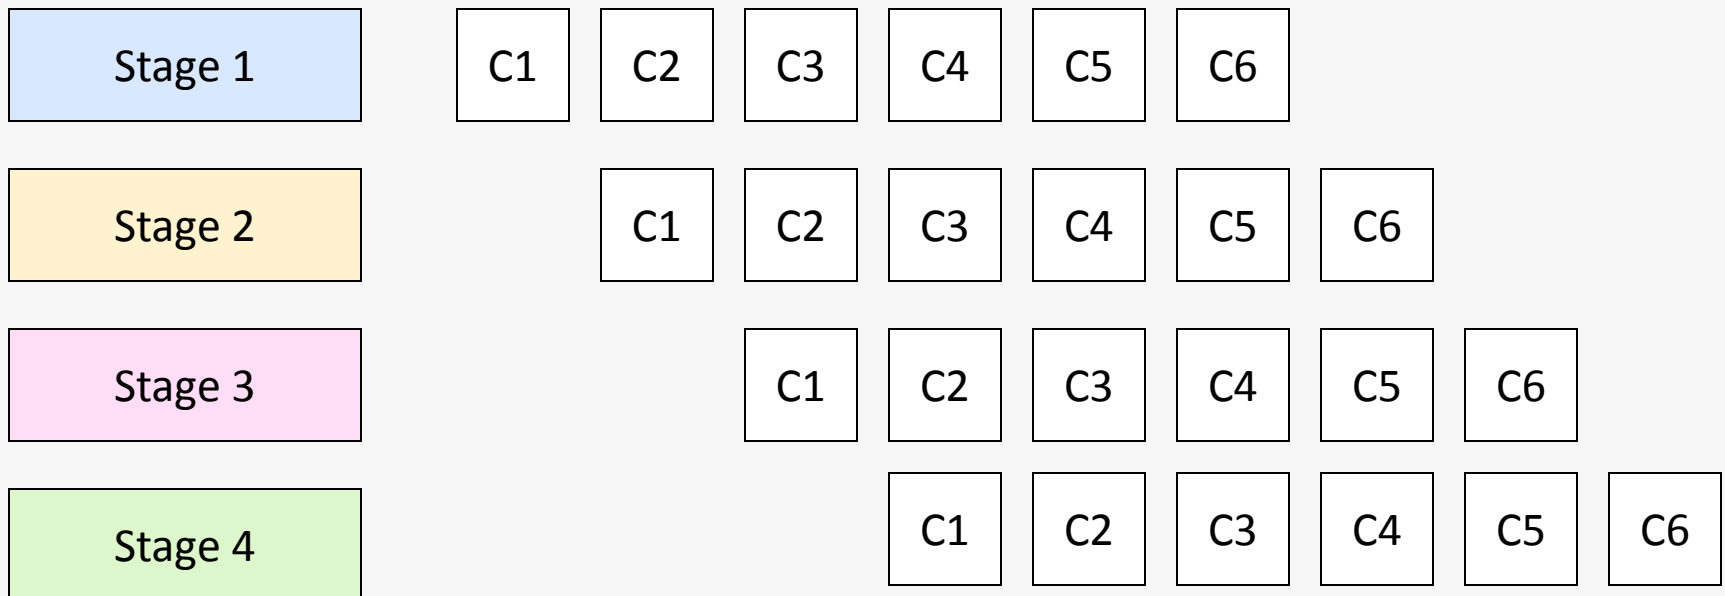 Stage 1 C1 C2 C3 C4 C5 C6
Stage 2 C1 C2 C3 C4 C5 C6
Stage 3 C1 C2 C3 C4 C5 C6
Stage 4 C1 C2 C3 C4 C5 C6